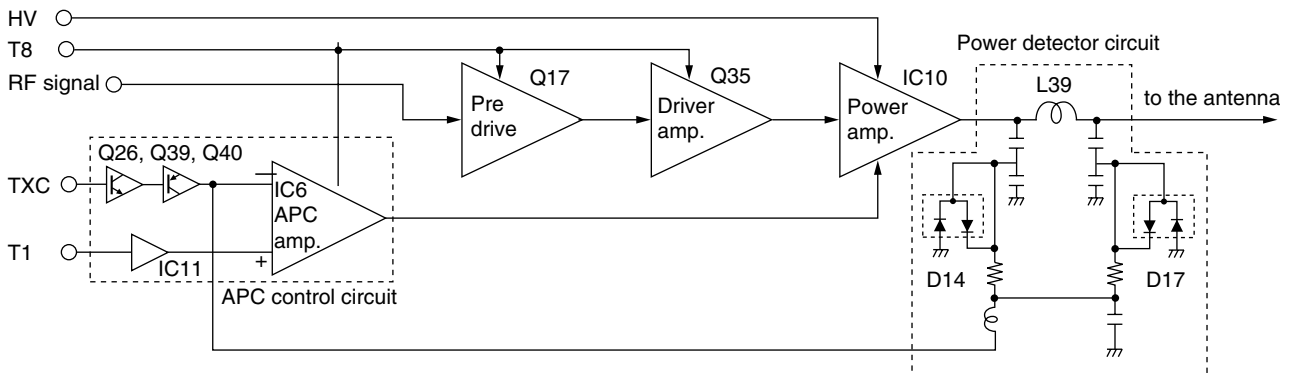 HV
T8
RF signal
Power detector circuit
Q17
Q35
IC10
L39
to the antenna
Pre
drive
Driver
amp.
Power
amp.
Q26, Q39, Q40
TXC
–
IC6
APC
amp.
+
T1
IC11
APC control circuit
D14
D17